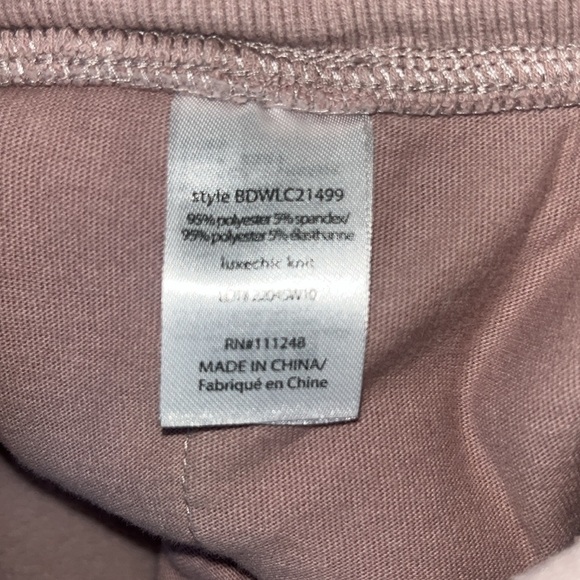 style BDWLC21499
95% polyester 5% spandex/
95% polyester 5% élasthanne
luxechic knit
RN#111248
MADE IN CHINA/
Fabriqué en Chine